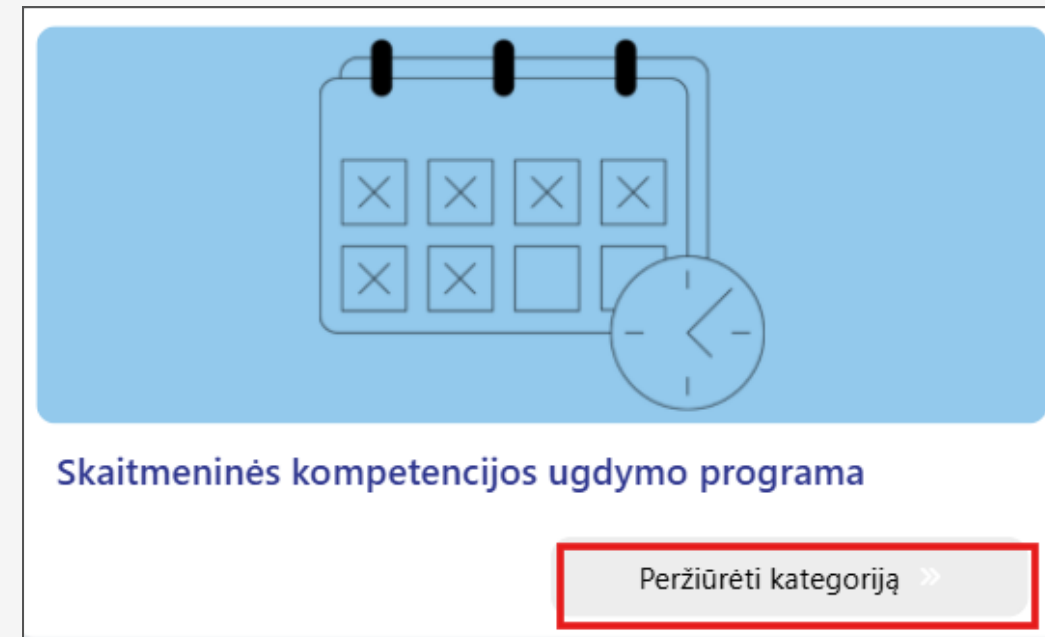 Skaitmeninės kompetencijos ugdymo programa
Peržiūrėti kategoriją »